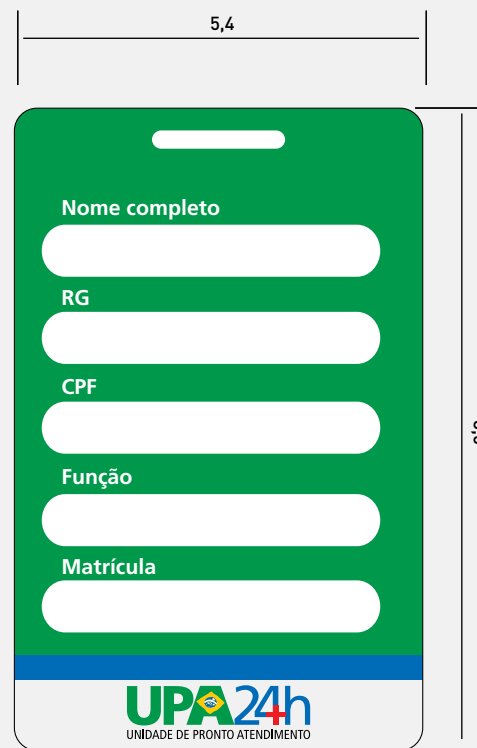 5,4
Nome completo
RG
CPF
Função
Matrícula
UPA24h
UNIDADE DE PRONTO ATENDIMENTO